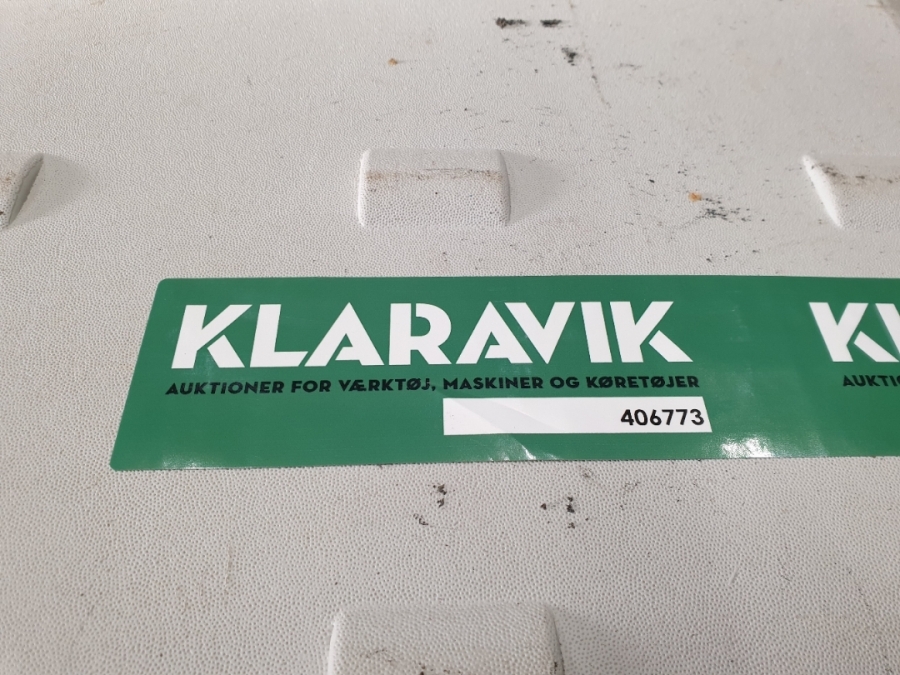 KLARAVIK
AUKTIONER FOR VÆRKTØJ, MASKINER OG KØRETØJER
406773